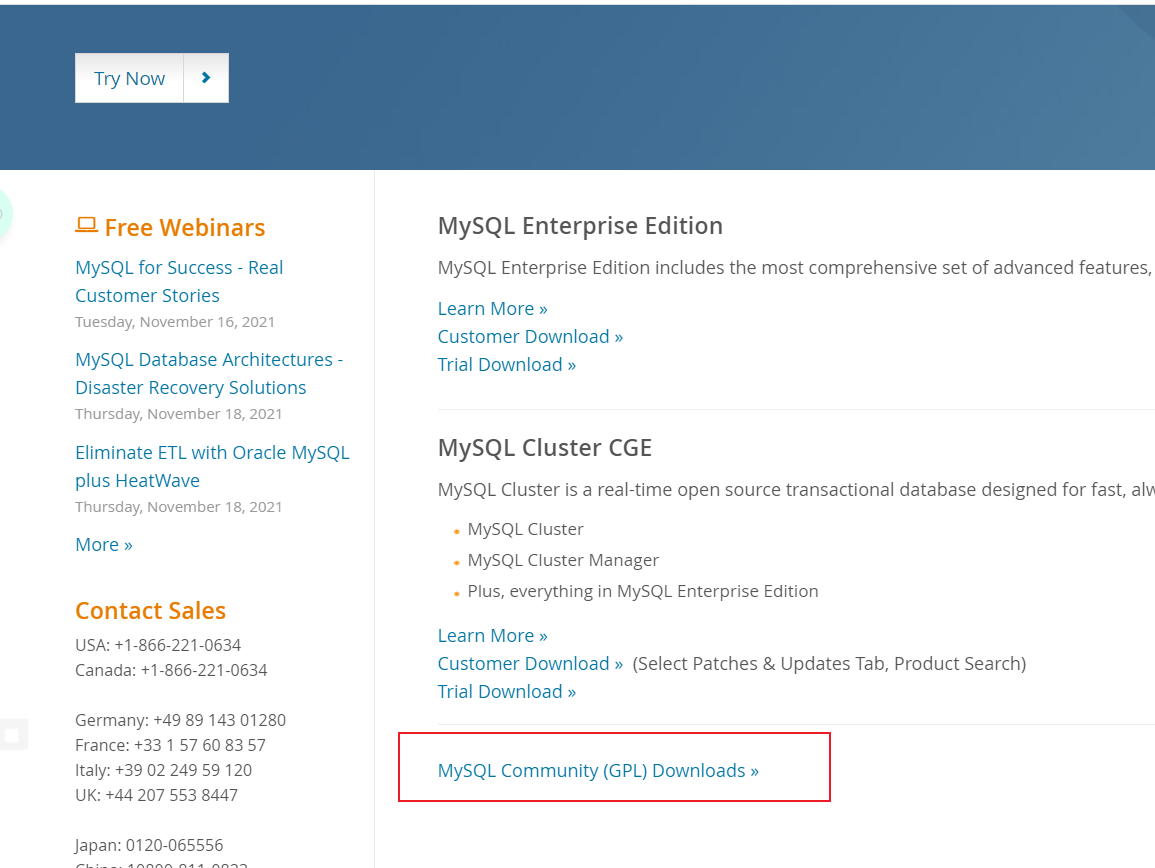 Try Now
Free Webinars
MySQL for Success - Real
Customer Stories
Tuesday, November 16, 2021
MySQL Database Architectures -
Disaster Recovery Solutions
Thursday, November 18, 2021
Eliminate ETL with Oracle MySQL
plus HeatWave
Thursday, November 18, 2021
More »
Contact Sales
USA: +1-866-221-0634
Canada: +1-866-221-0634
Germany: +49 89 143 01280
France: +33 1 57 60 83 57
Italy: +39 02 249 59 120
UK: +44 207 553 8447
Japan: 0120-065556
MySQL Enterprise Edition
MySQL Enterprise Edition includes the most comprehensive set of advanced features,
Learn More »
Customer Download »
Trial Download »
MySQL Cluster CGE
MySQL Cluster is a real-time open source transactional database designed for fast,
MySQL Cluster
MySQL Cluster Manager
Plus, everything in MySQL Enterprise Edition
Learn More »
Customer Download » (Select Patches & Updates Tab, Product Search)
Trial Download »
MySQL Community (GPL) Downloads »